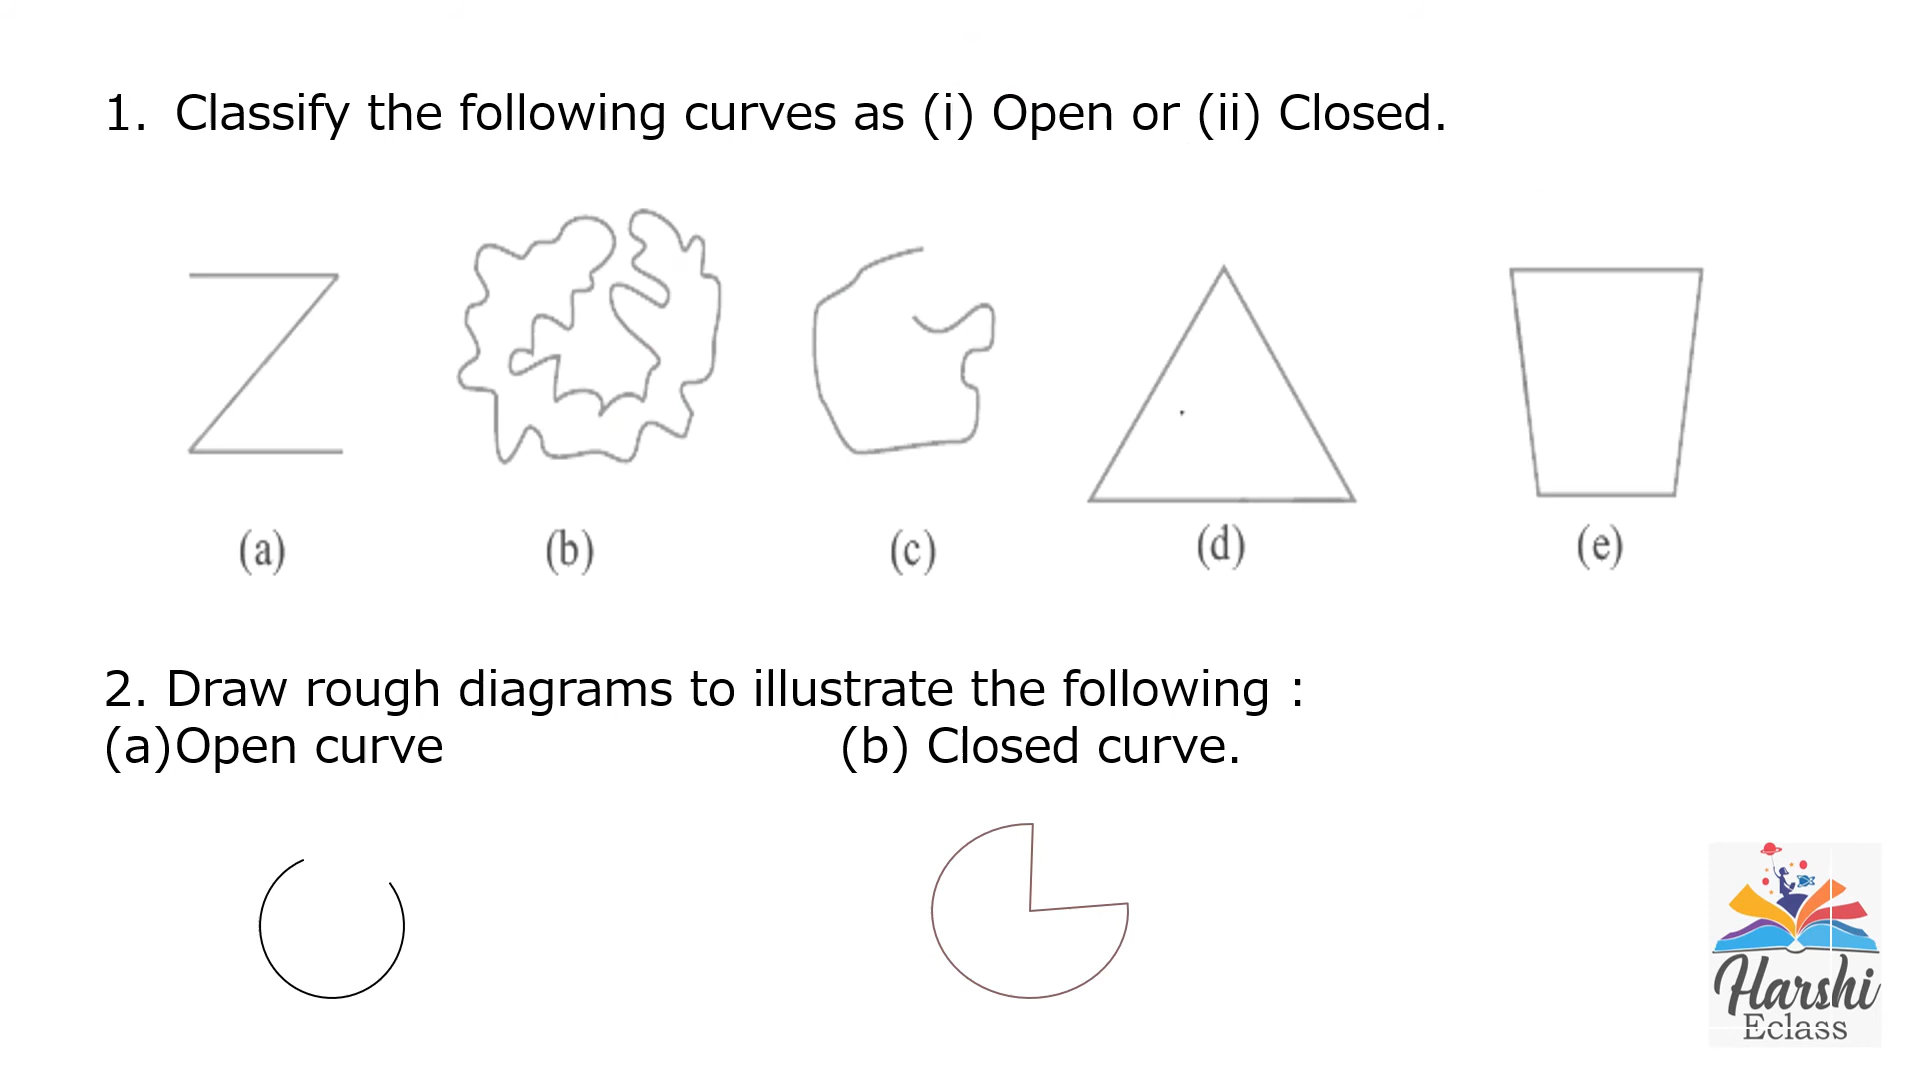 1. Classify the following curves as (i) Open or (ii) Closed.
(a) (b) (c) (d) (e)
2. Draw rough diagrams to illustrate the following :
(a)Open curve (b) Closed curve.
Harshi
Eclass